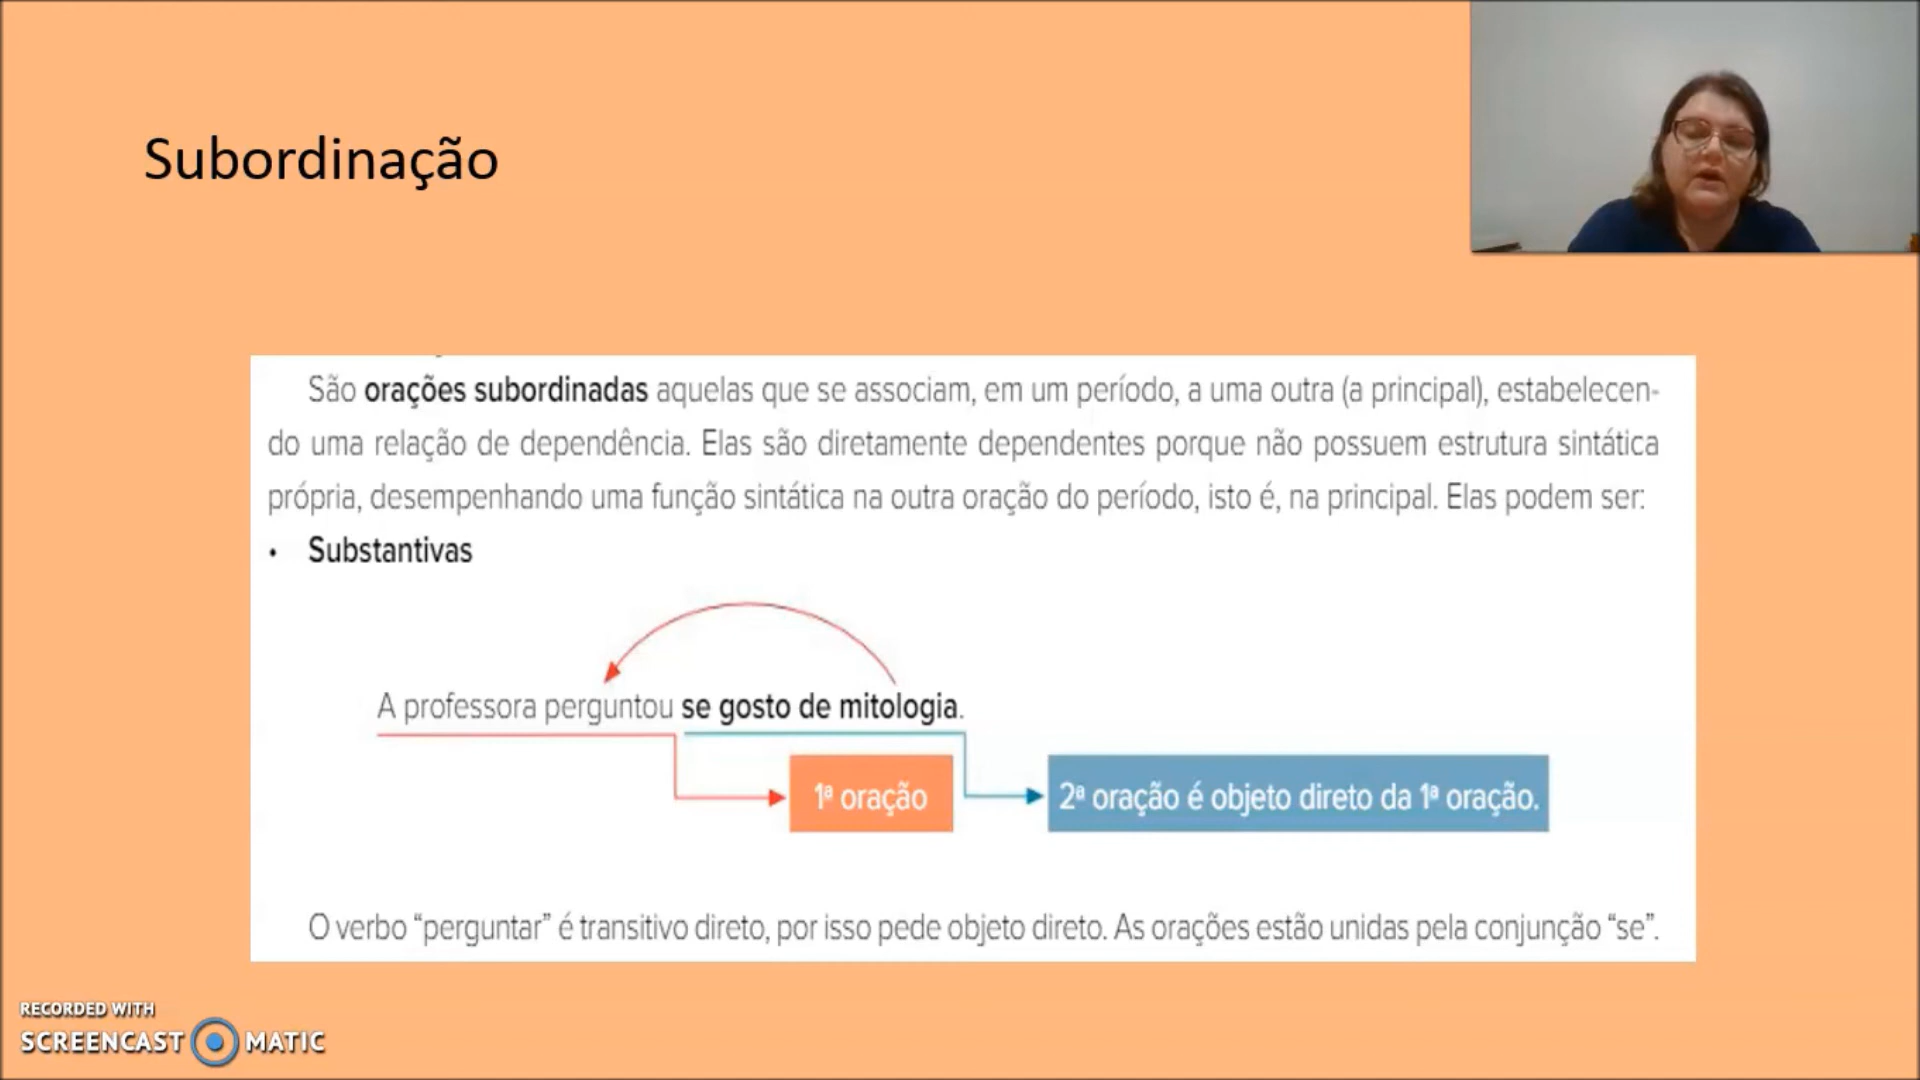 Subordinação
São orações subordinadas aquelas que se associam, em um período, a uma outra (a principal), estabelecen-
do uma relação de dependência. Elas são diretamente dependentes porque não possuem estrutura sintática
própria, desempenhando uma função sintática na outra oração do período, isto é, na principal. Elas podem ser:
• Substantivas
A professora perguntou se gosto de mitologia.
1ª oração
2ª oração é objeto direto da 1ª oração.
O verbo “perguntar” é transitivo direto, por isso pede objeto direto. As orações estão unidas pela conjunção “se”.
RECORDED WITH
SCREENCAST MATIC